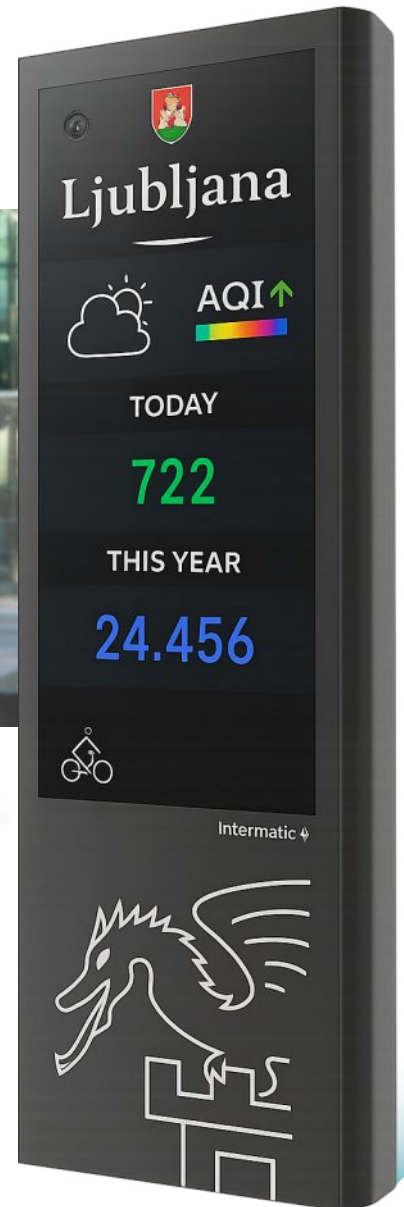 Ljubljana
AQI↑
TODAY
722
THIS YEAR
24.456
Intermatic